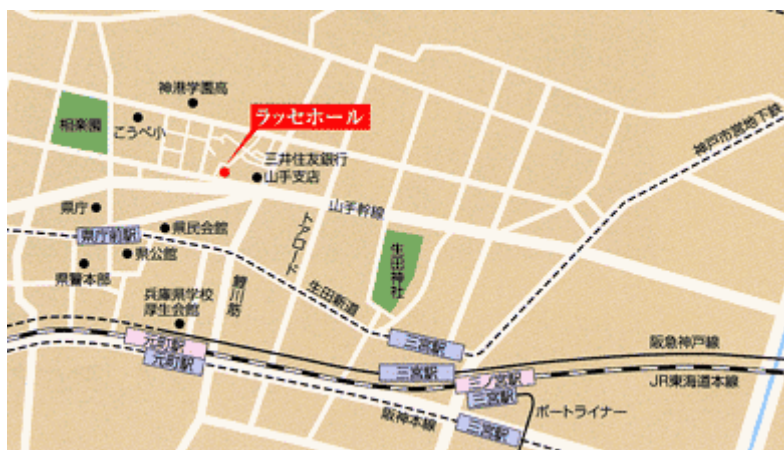 神港学園高
相楽園
こうべ小
ラッセホール
三井住友銀行
山手支店
神戸市営地下鉄
県庁
県民会館
山手幹線
トアロード
県庁前駅
県公館
県警本部
生田神社
兵庫県学校
厚生会館
鯉川筋
生田新道
元町駅
元町駅
三宮駅
三宮駅
三ノ宮駅
三宮駅
三宮駅
阪急神戸線
JR東海道本線
ポートライナー
阪神本線